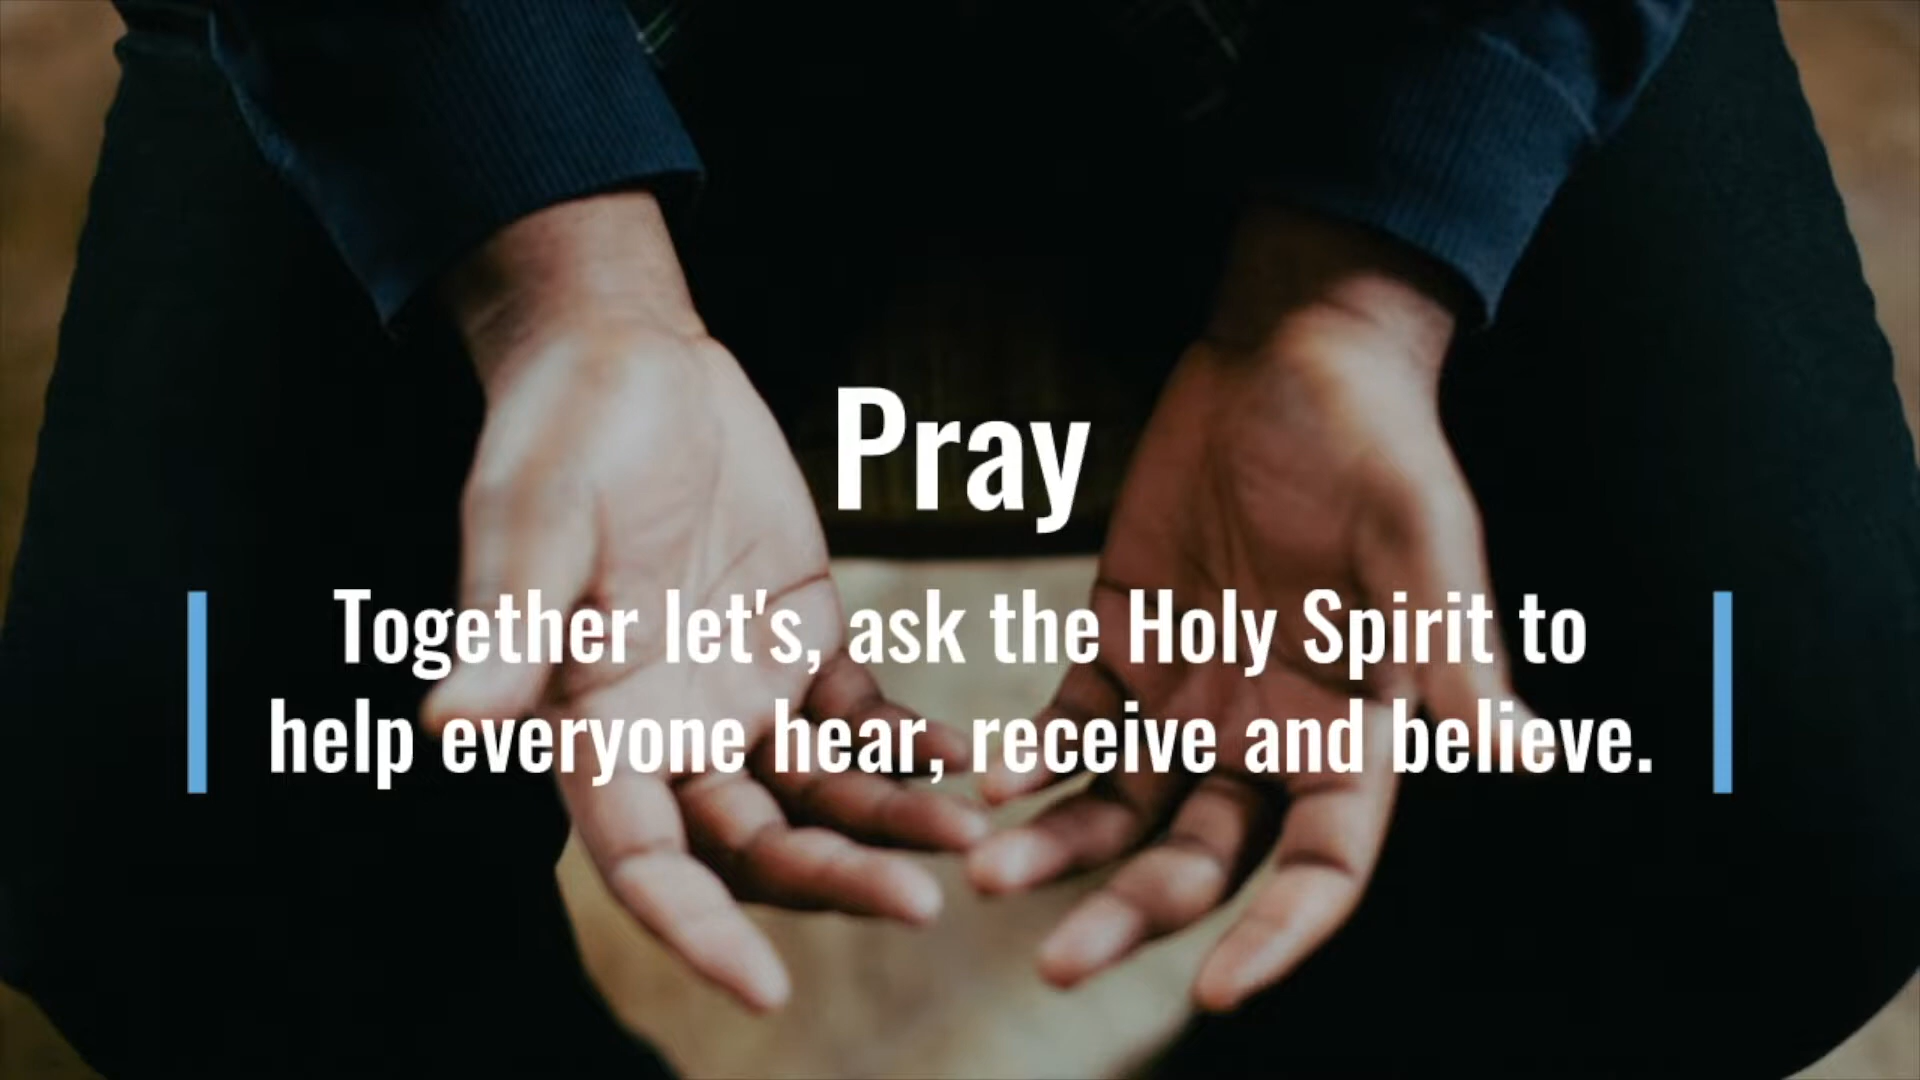 Pray
Together let's, ask the Holy Spirit to
help everyone hear, receive and believe.